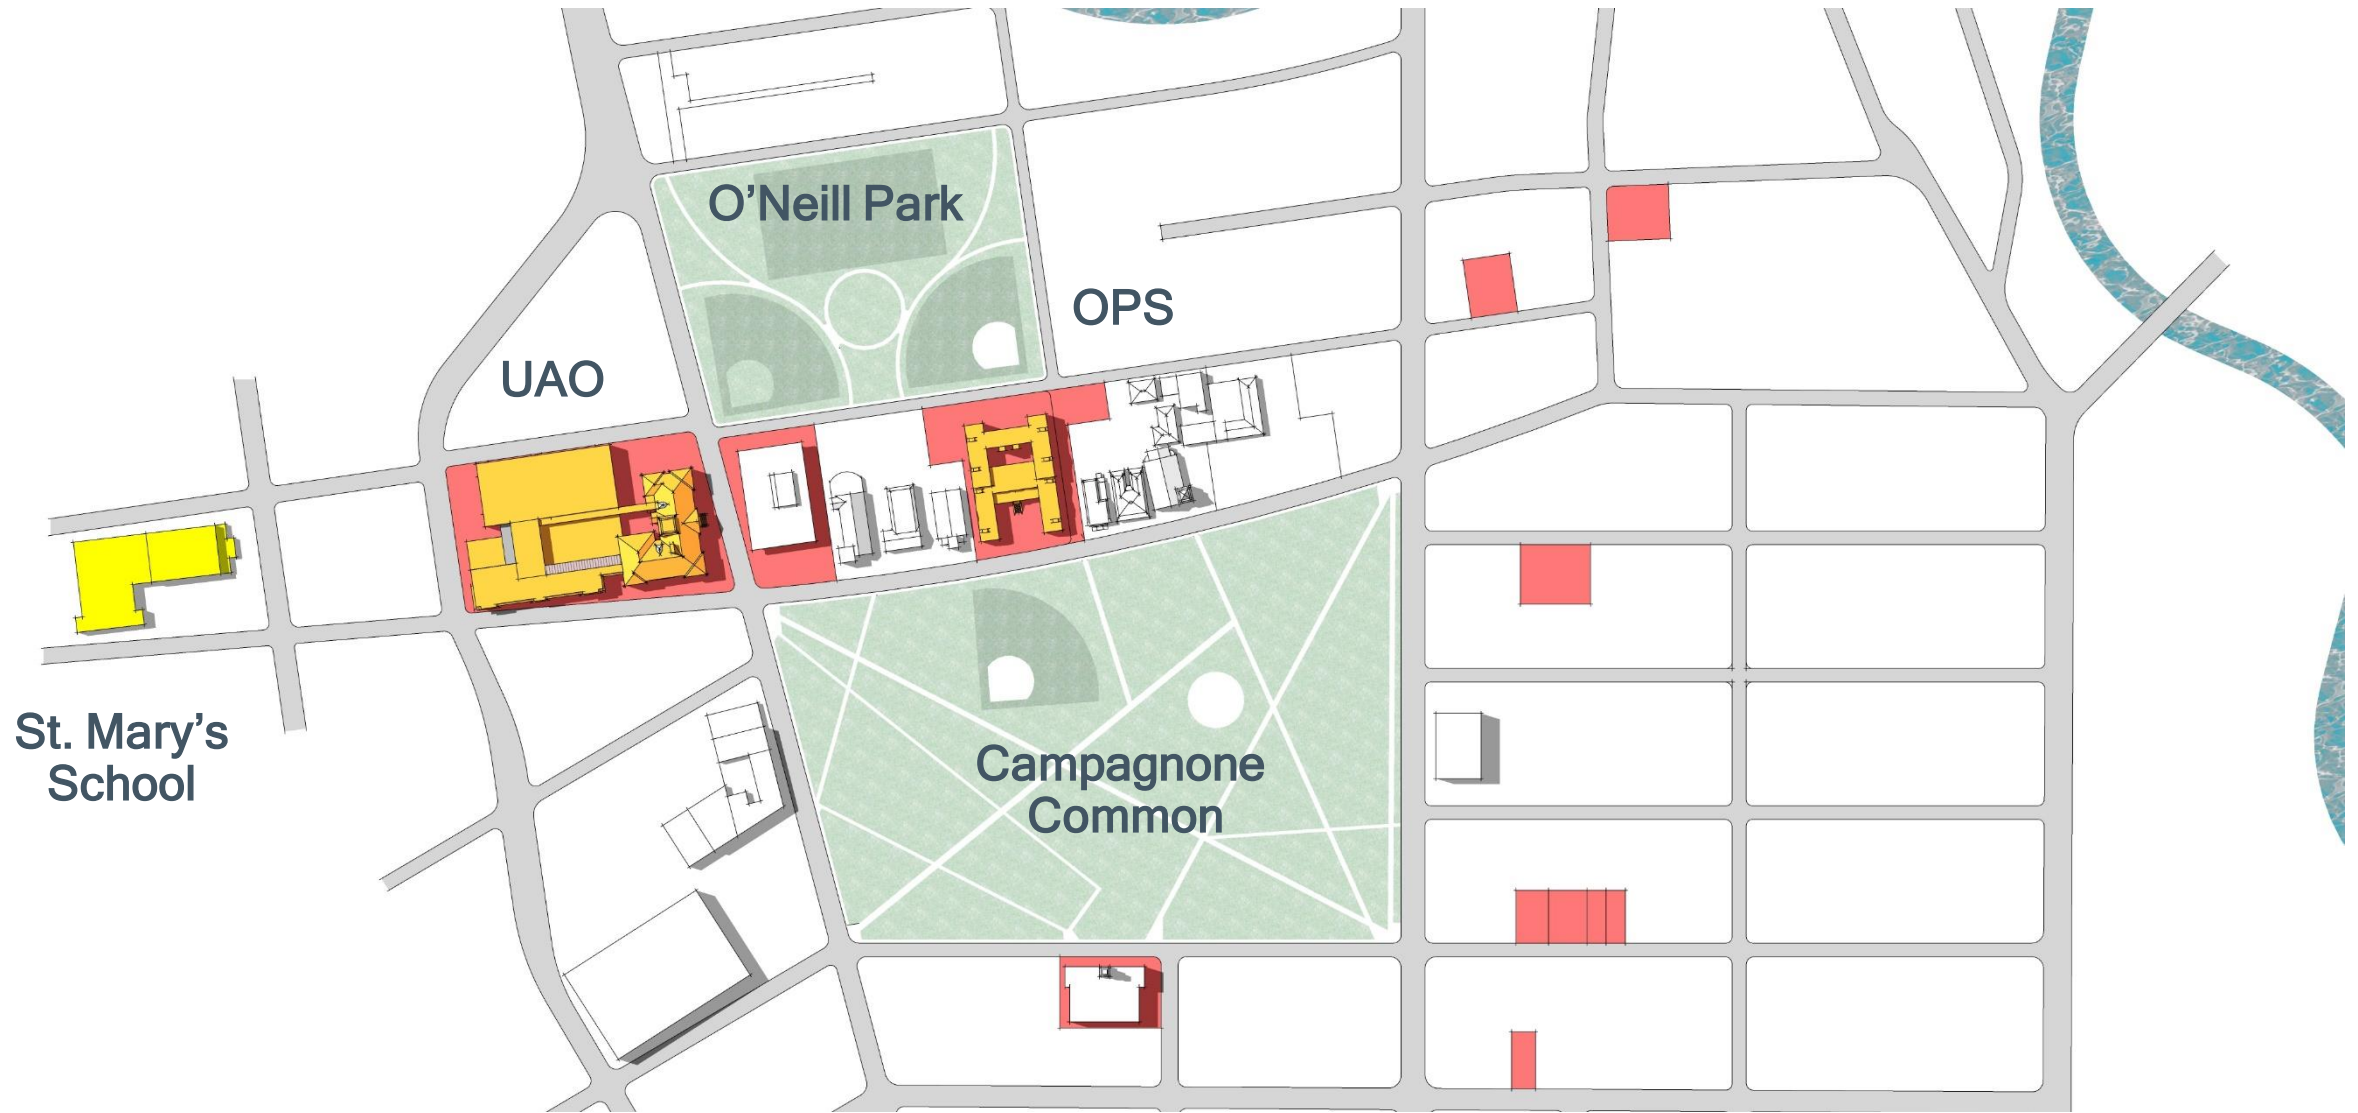 O’Neill Park
OPS
UAO
St. Mary’s
School
Campagnone
Common